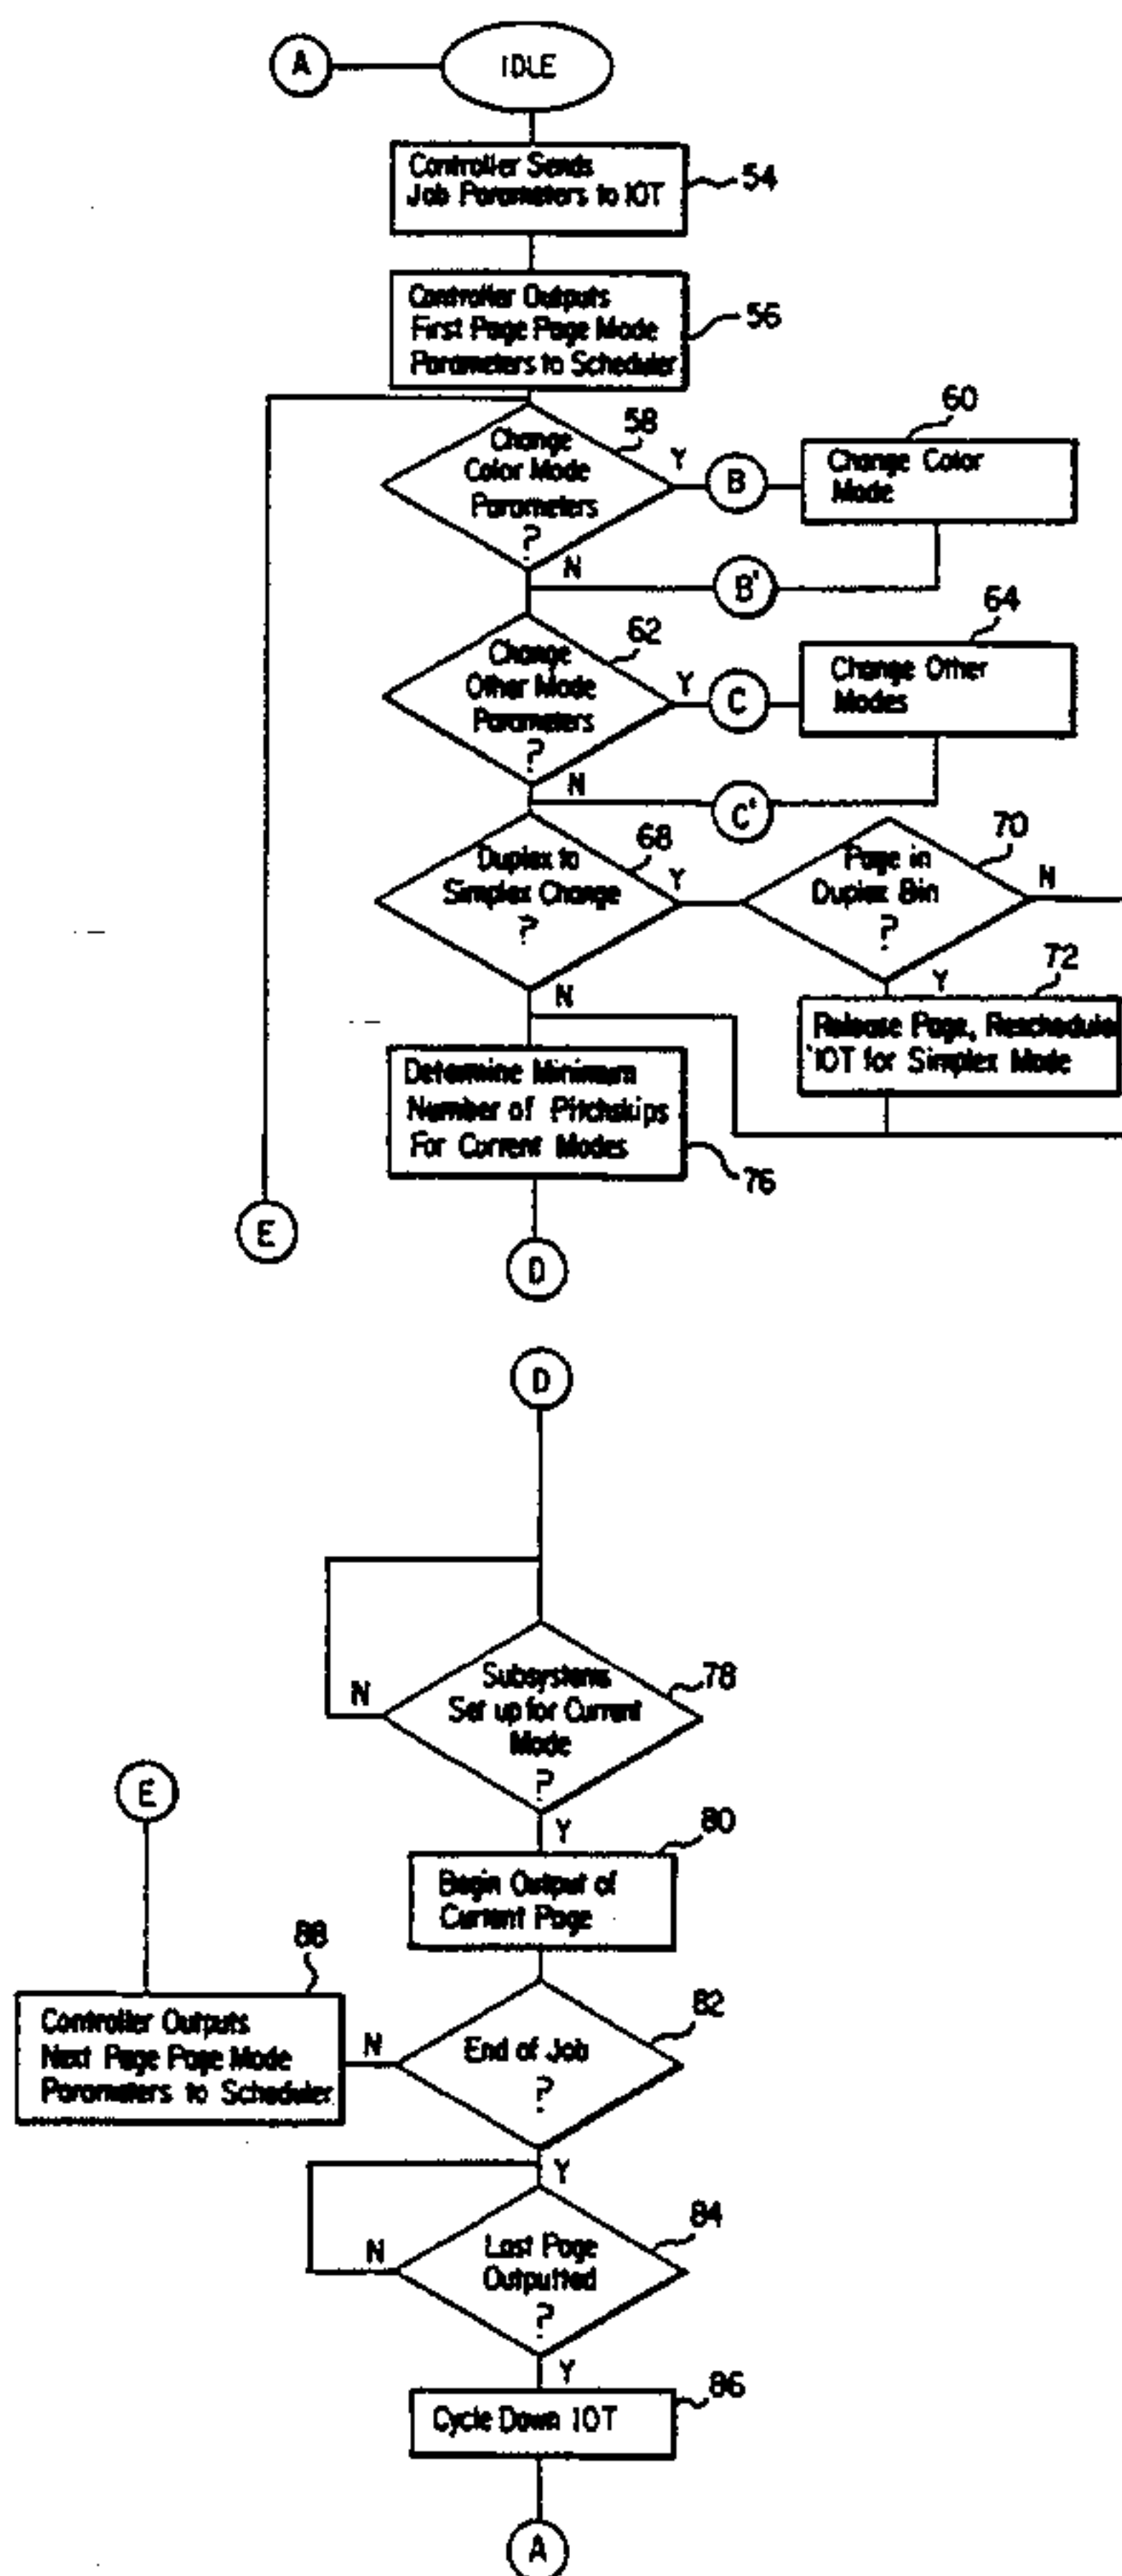 A
IDLE
Controller Sends
Job Parameters to IOT
54
Controller Outputs
First Page Page Mode
Parameters to Scheduler
56
Change
Color Mode
Parameters
?
58
Y
B
Change Color
Mode
60
N
B'
Change
Other Mode
Parameters
?
62
Y
C
Change Other
Modes
64
N
C'
Duplex to
Simplex Change
?
68
Y
Page in
Duplex Bin
?
70
N
Y
72
Release Page, Reschedule
IOT for Simplex Mode
N
Determine Minimum
Number of Pitchskips
For Current Modes
76
E
D
D
Subsystems
Set up for Current
Mode
?
78
N
Y
E
Begin Output of
Current Page
80
88
Controller Outputs
Next Page Page Mode
Parameters to Scheduler
N
End of Job
?
82
Y
Last Page
Outputted
?
84
N
Y
Cycle Down IOT
86
A